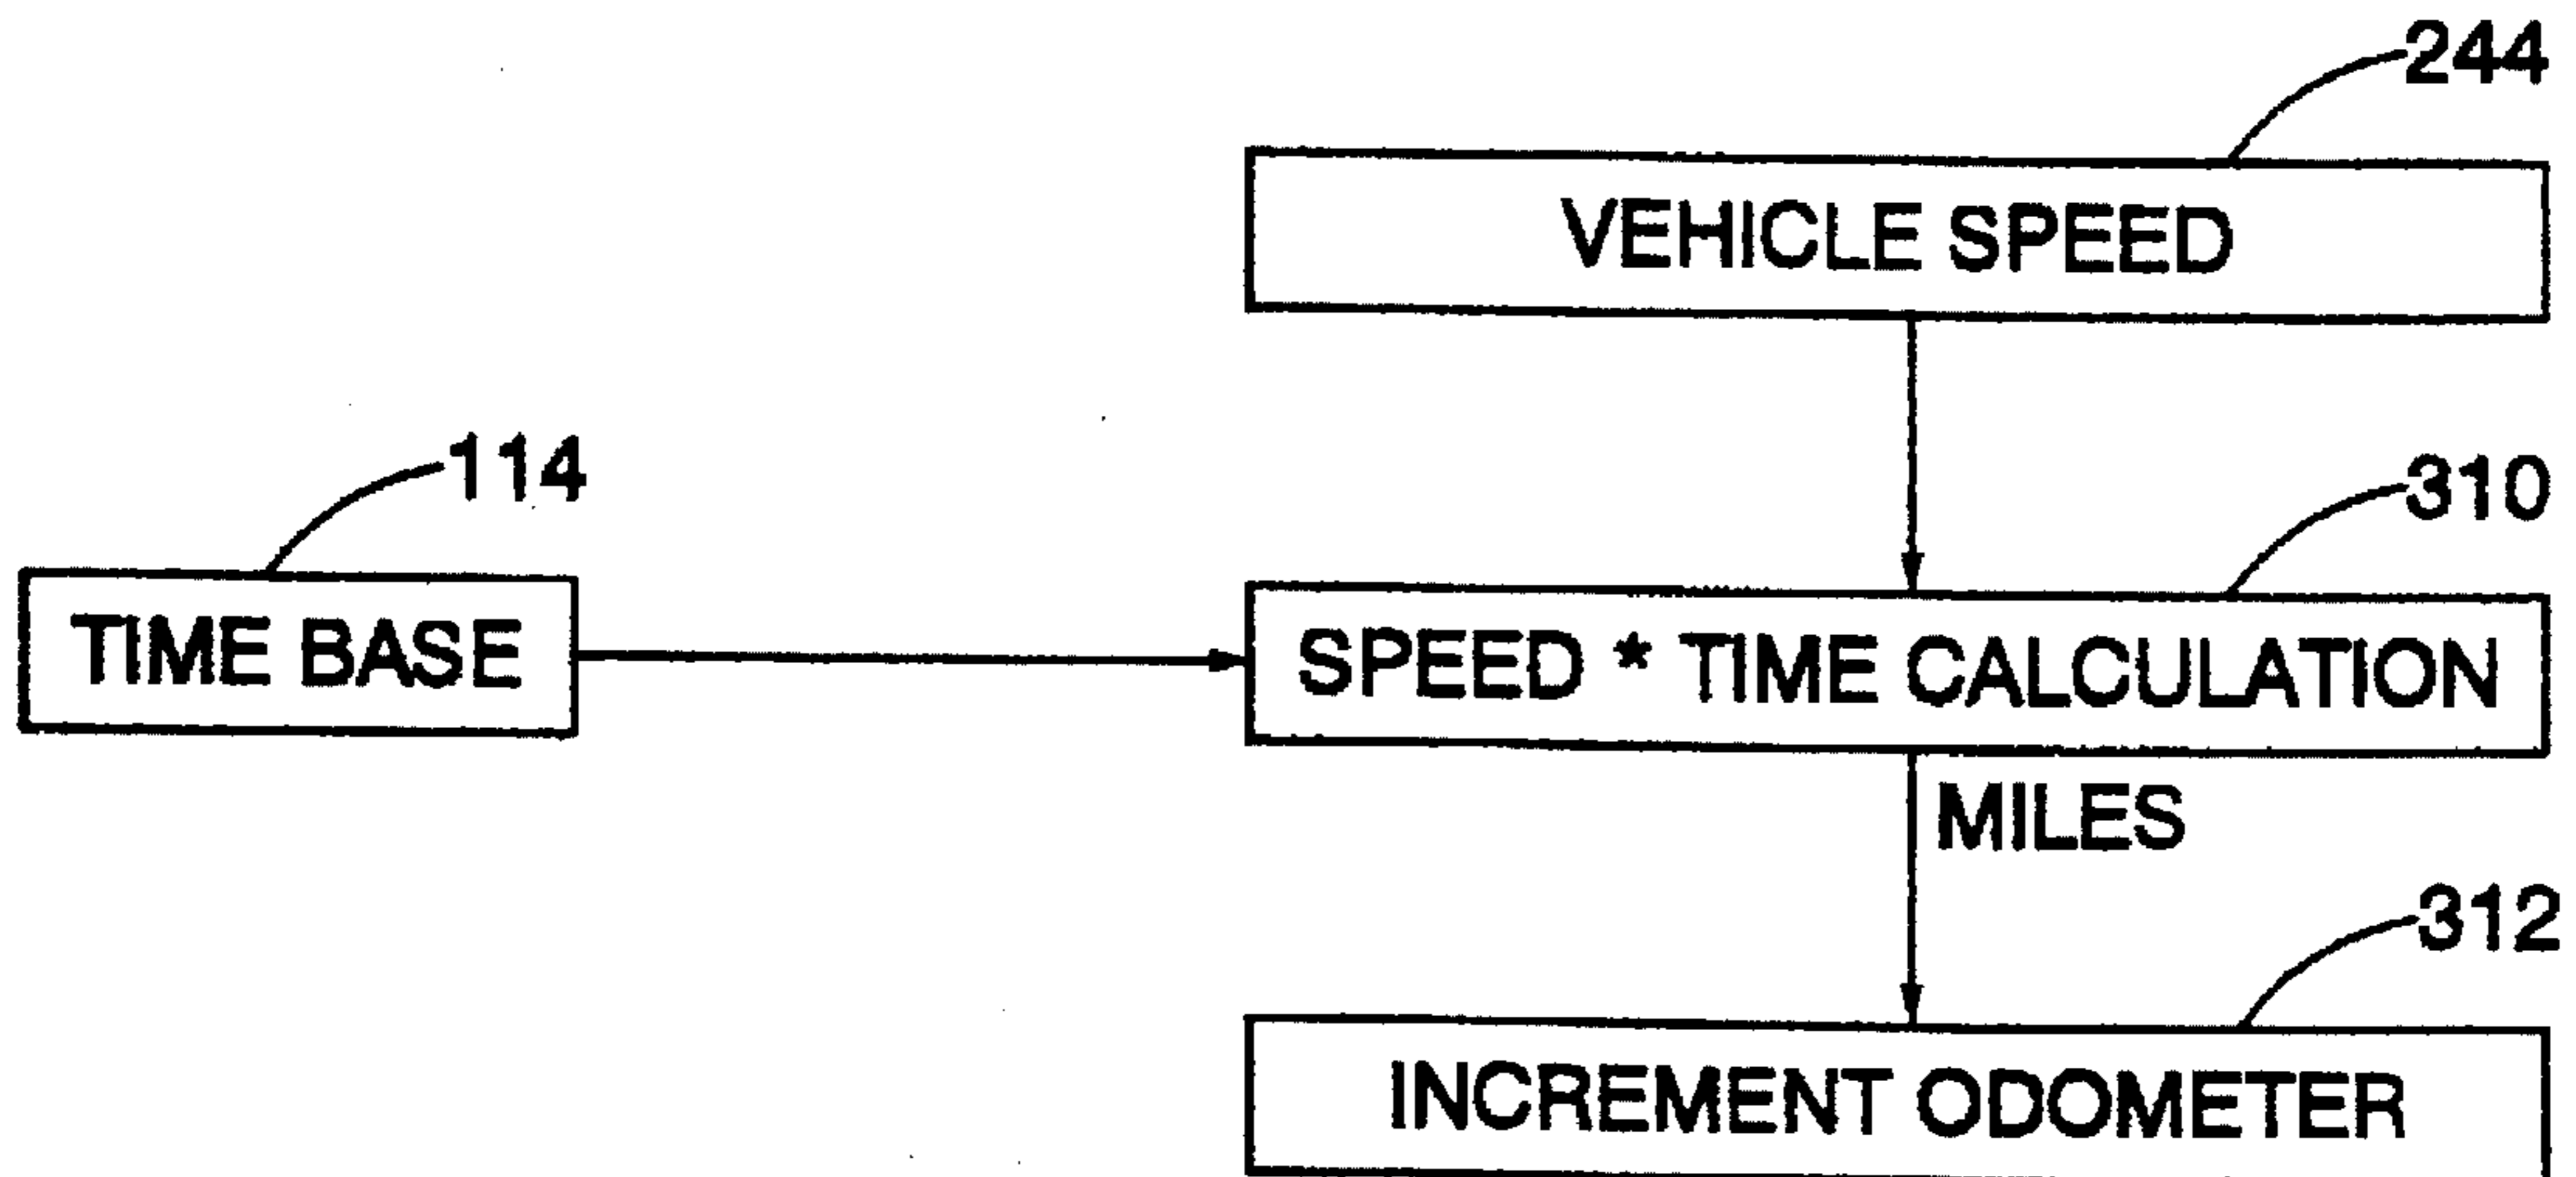 244
VEHICLE SPEED
114
310
TIME BASE
SPEED * TIME CALCULATION
MILES
312
INCREMENT ODOMETER